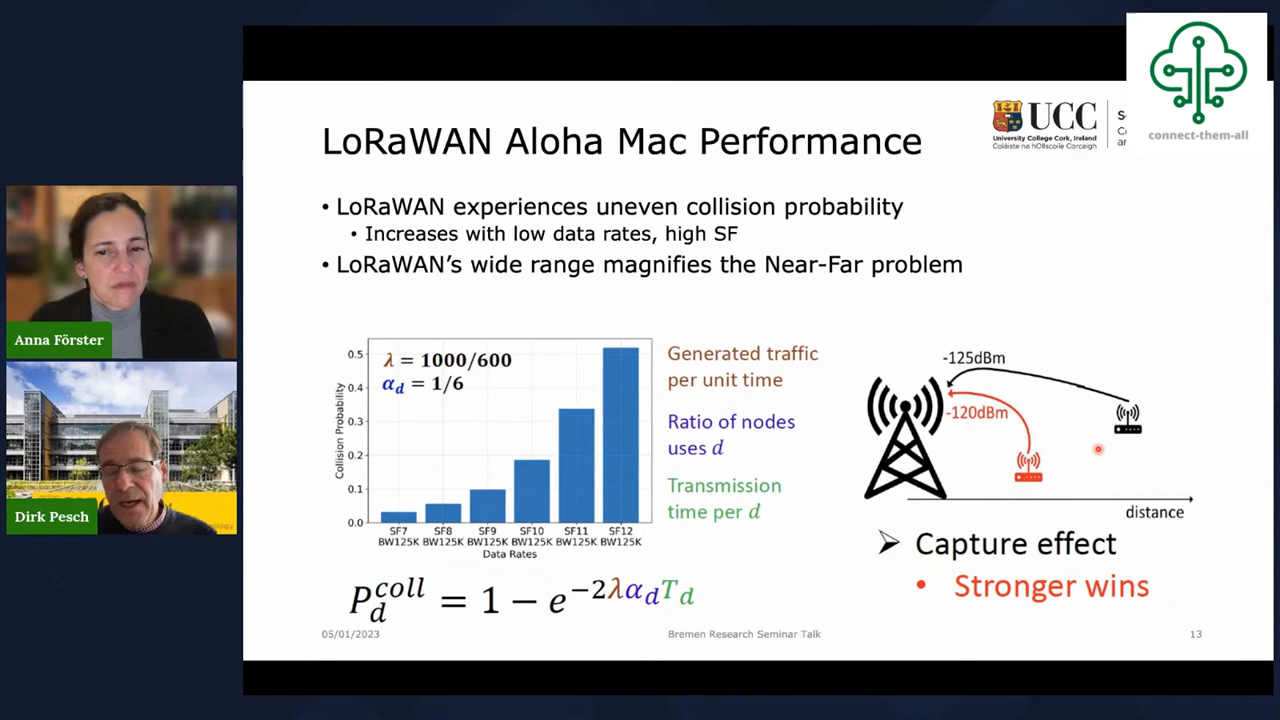 LoRaWAN Aloha Mac Performance
UCC
University College Cork, Ireland
Coláiste na hOllscoile Corcaigh
connect-them-all
• LoRaWAN experiences uneven collision probability
• Increases with low data rates, high SF
• LoRaWAN's wide range magnifies the Near-Far problem
Anna Förster
Dirk Pesch
λ = 1000/600
α_d = 1/6
Collision Probability
0.5
0.4
0.3
0.2
0.1
0.0
SF7 SF8 SF9 SF10 SF11 SF12
BW125K BW125K BW125K BW125K BW125K BW125K
Data Rates
Generated traffic
per unit time
Ratio of nodes
uses d
Transmission
time per d
P_d^coll = 1 − e^−2λα_dT_d
-125dBm
-120dBm
distance
➢ Capture effect
• Stronger wins
05/01/2023
Bremen Research Seminar Talk
13